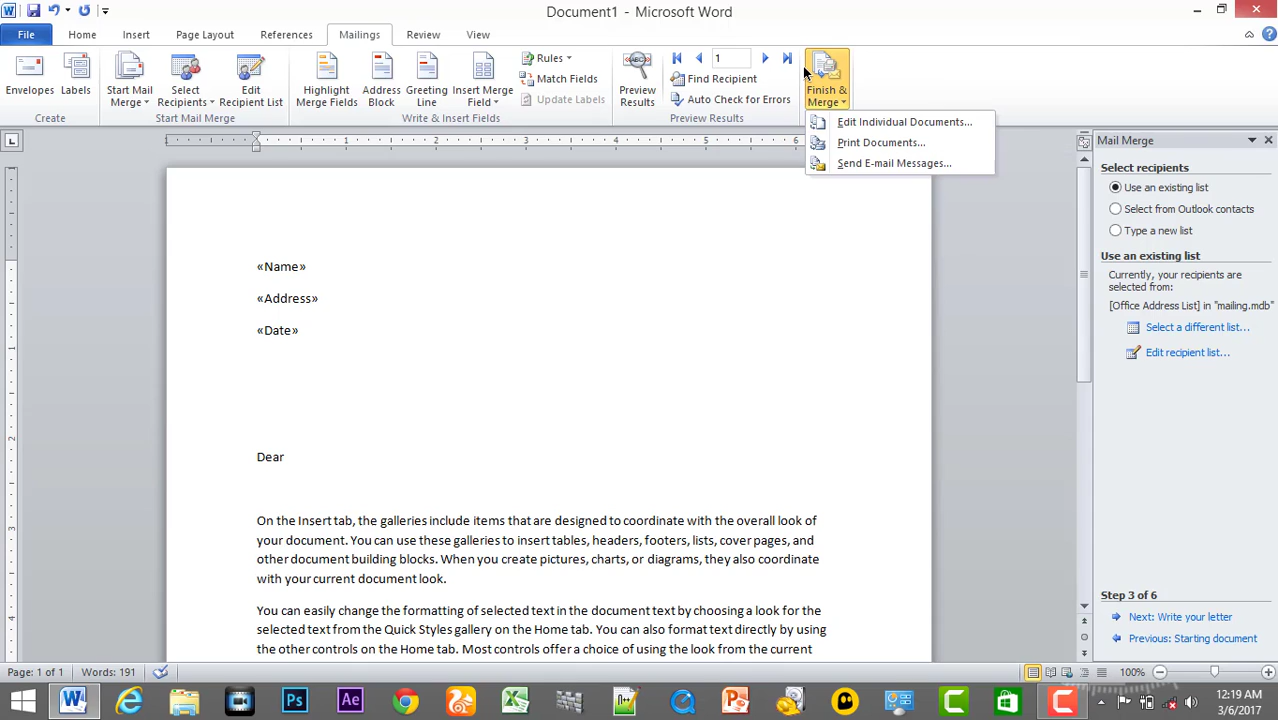 Document1 - Microsoft Word
File Home Insert Page Layout References Mailings Review View
Envelopes
Labels
Create
Start Mail Merge
Select Recipients
Edit Recipient List
Start Mail Merge
Highlight Merge Fields
Address Block
Greeting Line
Insert Merge Field
Rules
Match Fields
Update Labels
Write & Insert Fields
Preview Results
1
Find Recipient
Auto Check for Errors
Preview Results
Finish & Merge
Edit Individual Documents...
Print Documents...
Send E-mail Messages...
«Name»
«Address»
«Date»
Dear
On the Insert tab, the galleries include items that are designed to coordinate with the overall look of
your document. You can use these galleries to insert tables, headers, footers, lists, cover pages, and
other document building blocks. When you create pictures, charts, or diagrams, they also coordinate
with your current document look.
You can easily change the formatting of selected text in the document text by choosing a look for the
selected text from the Quick Styles gallery on the Home tab. You can also format text directly by using
the other controls on the Home tab. Most controls offer a choice of using the look from the current
Mail Merge
Select recipients
Use an existing list
Select from Outlook contacts
Type a new list
Use an existing list
Currently, your recipients are
selected from:
[Office Address List] in "mailing.mdb"
Select a different list...
Edit recipient list...
Step 3 of 6
Next: Write your letter
Previous: Starting document
Page: 1 of 1
Words: 191
100%
12:19 AM
3/6/2017